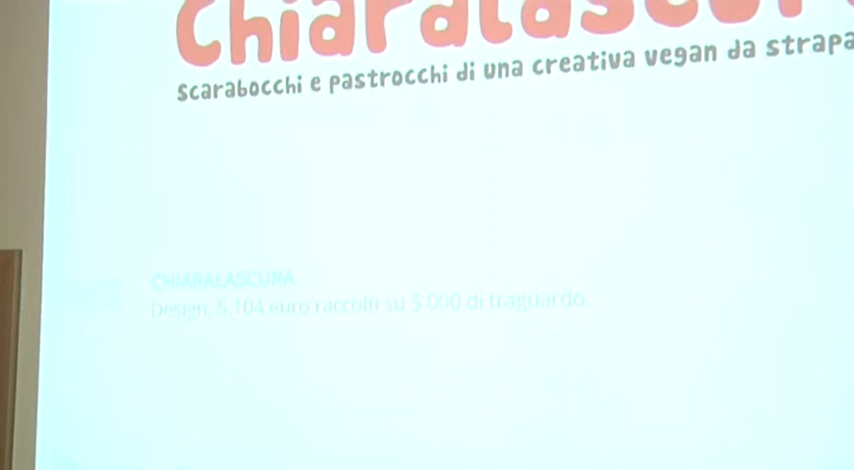 Chiaralascura
scarabocchi e pastrocchi di una creativa vegan da strapa
CHIARALASCURA
Design. 5.104 euro raccolti su 5.000 di traguardo.